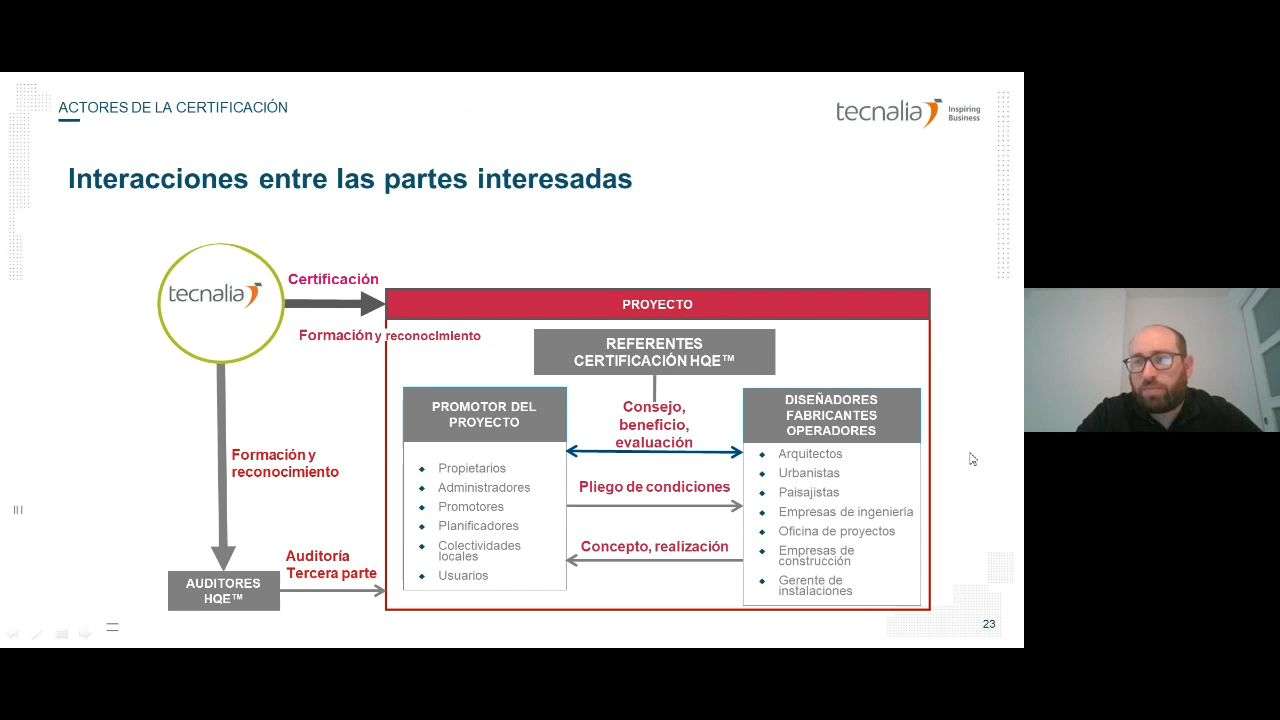 ACTORES DE LA CERTIFICACIÓN
tecnalia
Inspiring
Business
Interacciones entre las partes interesadas
tecnalia
Certificación
PROYECTO
Formación y reconocimiento
REFERENTES
CERTIFICACIÓN HQE™
PROMOTOR DEL
PROYECTO
Propietarios
Administradores
Promotores
Planificadores
Colectividades
locales
Usuarios
Consejo,
beneficio,
evaluación
Pliego de condiciones
Concepto, realización
DISEÑADORES
FABRICANTES
OPERADORES
Arquitectos
Urbanistas
Paisajistas
Empresas de ingeniería
Oficina de proyectos
Empresas de
construcción
Gerente de
instalaciones
Formación y
reconocimiento
Auditoría
Tercera parte
AUDITORES
HQE™
III
23